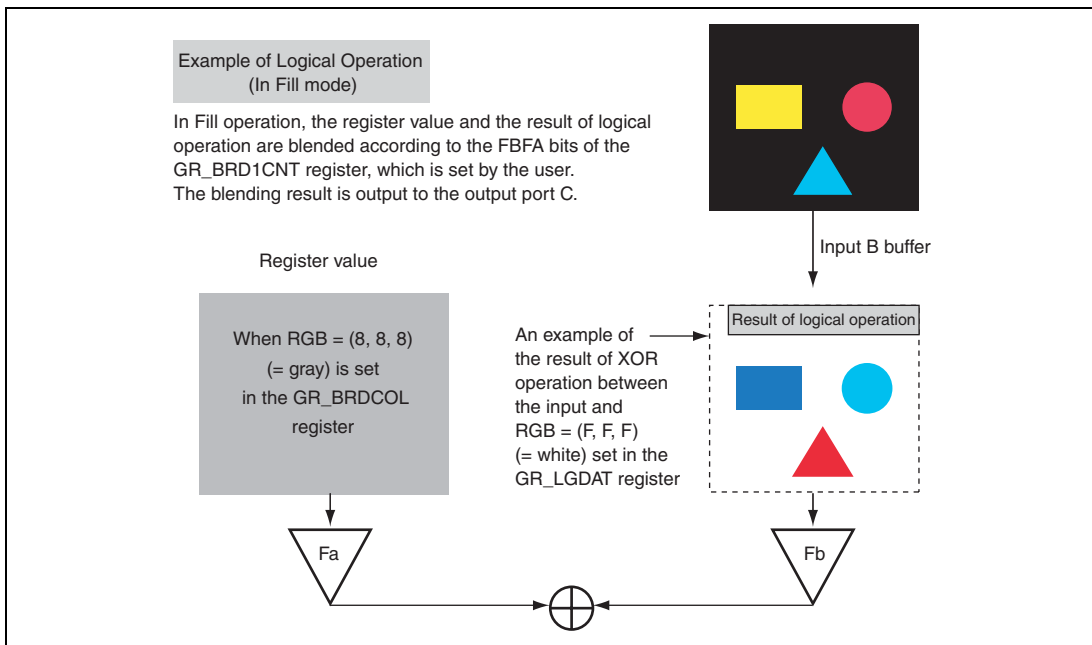 Example of Logical Operation
(In Fill mode)
In Fill operation, the register value and the result of logical
operation are blended according to the FBFA bits of the
GR_BRD1CNT register, which is set by the user.
The blending result is output to the output port C.
Input B buffer
Register value
When RGB = (8, 8, 8)
(= gray) is set
in the GR_BRDCOL
register
An example of
the result of XOR
operation between
the input and
RGB = (F, F, F)
(= white) set in the
GR_LGDAT register
Result of logical operation
Fa
Fb